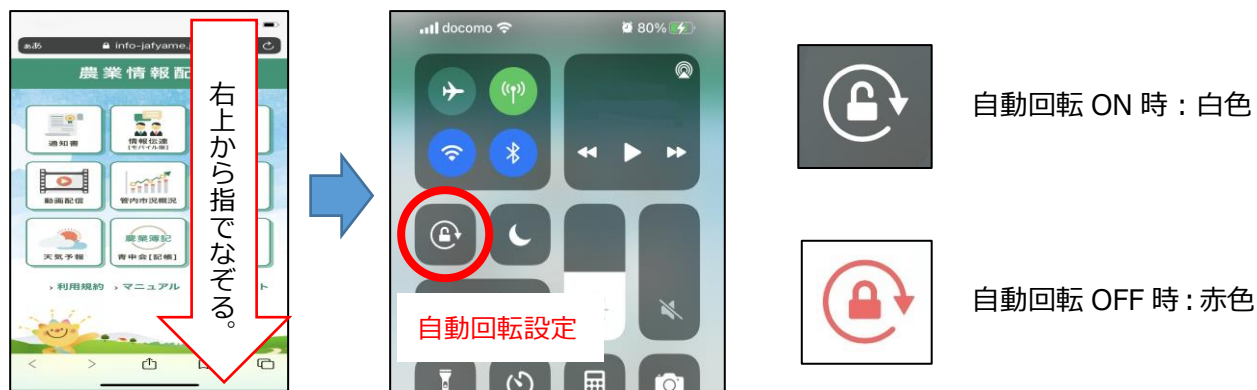 ぁあ info-jafyame.
農業情報配
通知書
情報伝達
[モバイル版]
動画配信
管内市況概況
天気予報
農業簿記
青申会[記帳]
›利用規約 ›マニュアル ト
右上から指でなぞる。
docomo 80%
自動回転設定
自動回転 ON 時:白色
自動回転 OFF 時:赤色